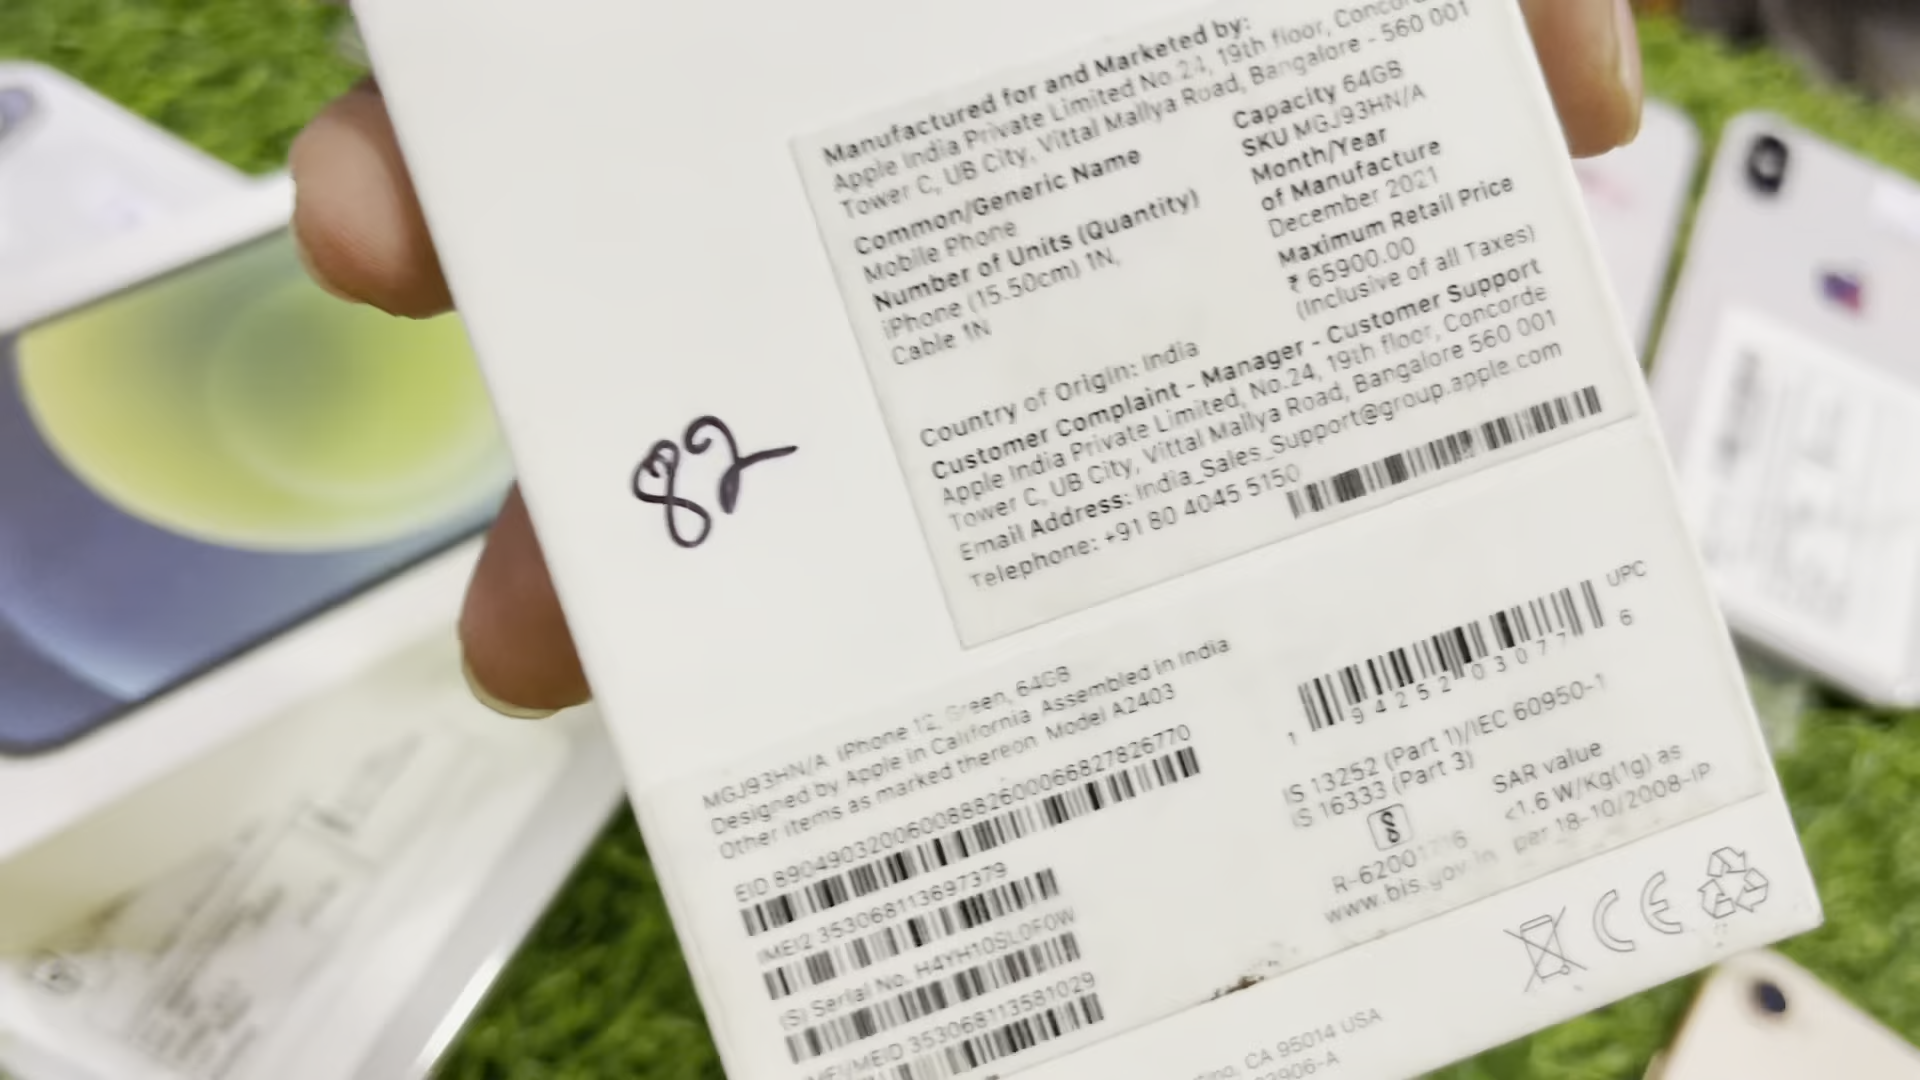 Manufactured for and Marketed by:
Apple India Private Limited No.24, 19th floor,
Tower C, UB City, Vittal Mallya Road, Bangalore - 560 001
Common/Generic Name
Mobile Phone
Number of Units (Quantity)
iPhone (15.50cm) 1N,
Cable 1N
Capacity 64GB
SKU MGJ93HN/A
Month/Year
of Manufacture
December 2021
Maximum Retail Price
₹ 65900.00
(Inclusive of all Taxes)
Country of Origin: India
Customer Complaint - Manager - Customer Support
Apple India Private Limited, No.24, 19th floor, Concorde
Tower C, UB City, Vittal Mallya Road, Bangalore 560 001
Email Address: India_Sales_Support@group.apple.com
Telephone: +91 80 4045 5150
82
MGJ93HN/A iPhone 12, Green, 64GB
Designed by Apple in California Assembled in India
Other items as marked thereon Model A2403
EID 89049032006008882600066827826770
IMEI2 353068113697379
(S) Serial No. H4YH10SL0F0W
353068113581029
UPC
1 94252 03077 6
IS 13252 (Part 1)/IEC 60950-1
IS 16333 (Part 3)
R-62001716
www.bis.gov.in
SAR value
<1.6 W/Kg(1g) as
per 18-10/2008-IP
CE
CA 95014 USA